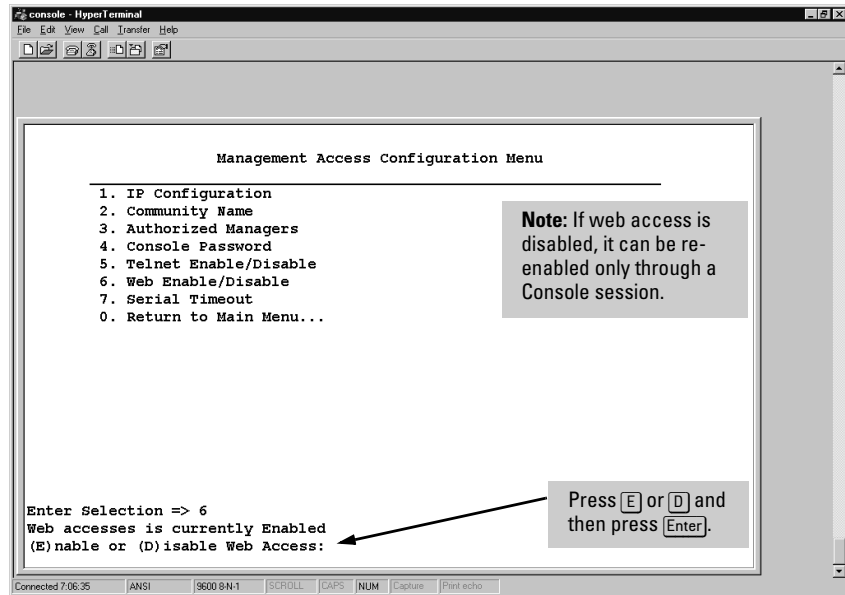 console - HyperTerminal
File Edit View Call Transfer Help
Management Access Configuration Menu
1. IP Configuration
2. Community Name
3. Authorized Managers
4. Console Password
5. Telnet Enable/Disable
6. Web Enable/Disable
7. Serial Timeout
0. Return to Main Menu...
Note: If web access is
disabled, it can be re-
enabled only through a
Console session.
Enter Selection => 6
Web accesses is currently Enabled
(E)nable or (D)isable Web Access:
Press E or D and
then press Enter.
Connected 7:06:35 ANSI 9600 8-N-1 SCROLL CAPS NUM Capture Print echo